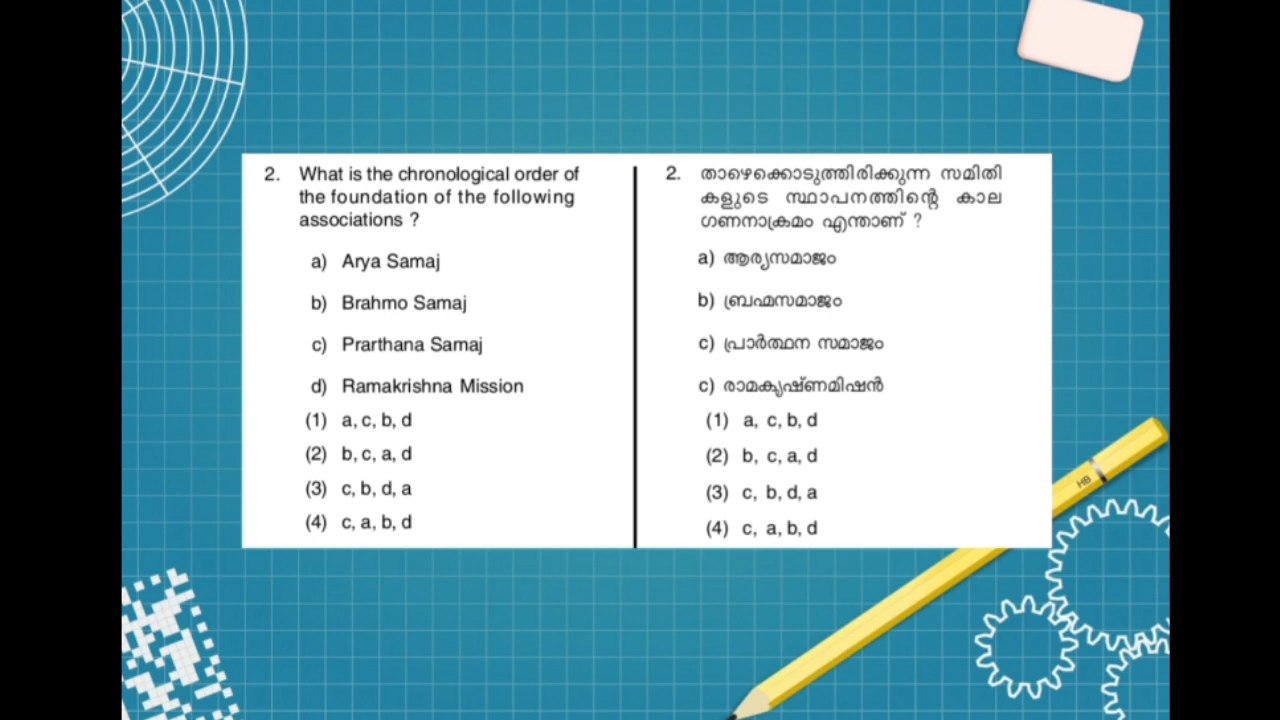 2. What is the chronological order of
the foundation of the following
associations ?
a) Arya Samaj
b) Brahmo Samaj
c) Prarthana Samaj
d) Ramakrishna Mission
(1) a, c, b, d
(2) b, c, a, d
(3) c, b, d, a
(4) c, a, b, d
2. താഴെക്കൊടുത്തിരിക്കുന്ന സമിതി
കളുടെ സ്ഥാപനത്തിന്റെ കാല
ഗണനാക്രമം എന്താണ് ?
a) ആര്യസമാജം
b) ബ്രഹ്മസമാജം
c) പ്രാർത്ഥന സമാജം
c) രാമകൃഷ്ണമിഷൻ
(1) a, c, b, d
(2) b, c, a, d
(3) c, b, d, a
(4) c, a, b, d
HB